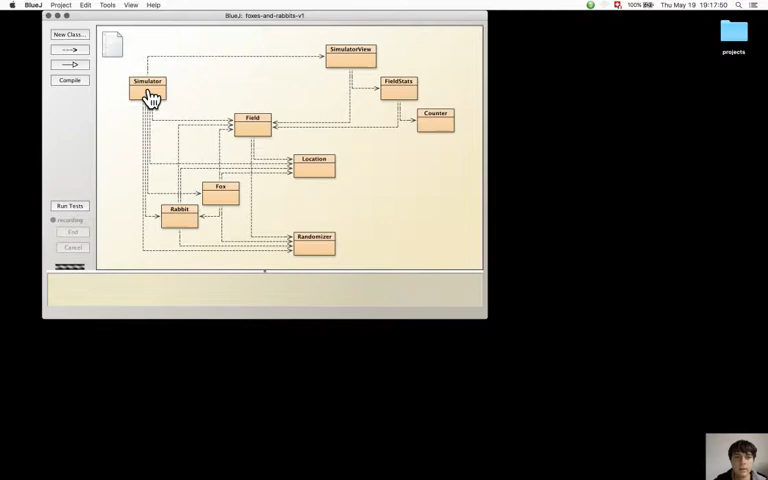 BlueJ Project Edit Tools View Help
100% Thu May 19 19:17:50
BlueJ: foxes-and-rabbits-v1
New Class...
Compile
Run Tests
recording
End
Cancel
SimulatorView
Simulator
FieldStats
Counter
Field
Location
Fox
Rabbit
Randomizer
projects